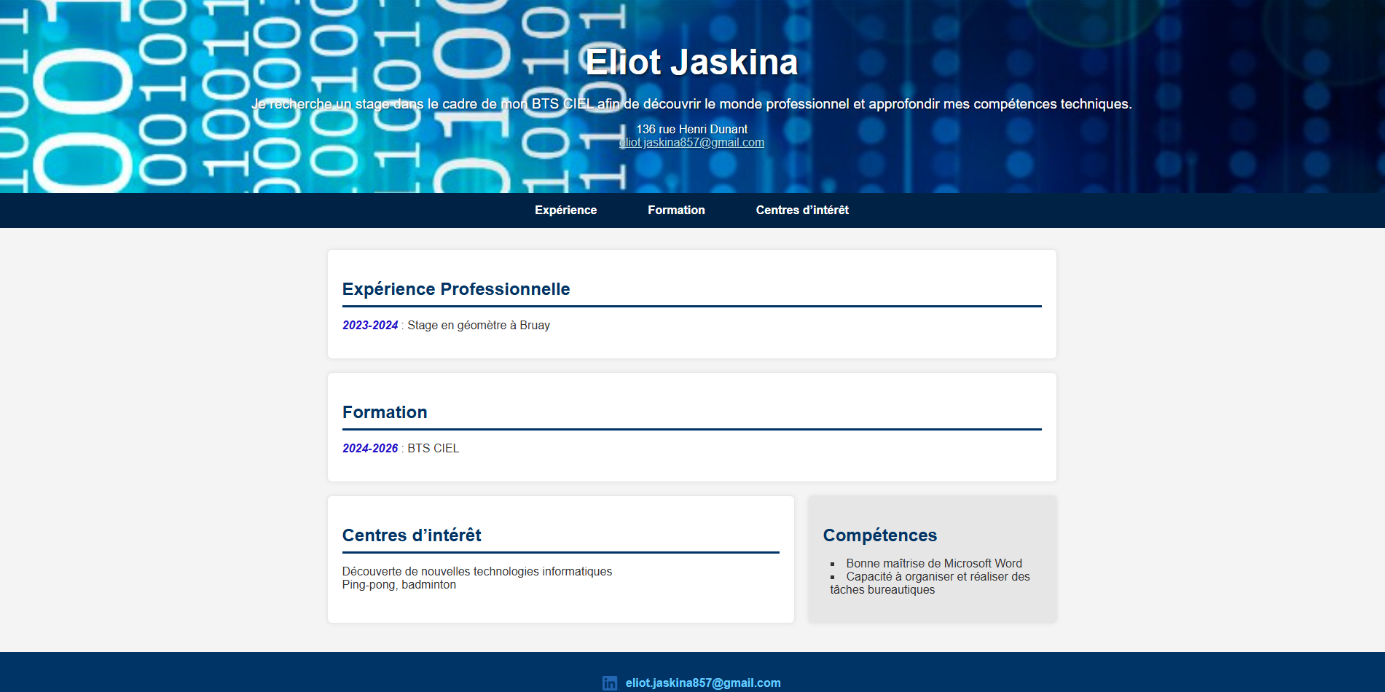 Eliot Jaskina
Je recherche un stage dans le cadre de mon BTS CIEL afin de découvrir le monde professionnel et approfondir mes compétences techniques.
136 rue Henri Dunant
eliot.jaskina857@gmail.com
Expérience
Formation
Centres d’intérêt
Expérience Professionnelle
2023-2024 : Stage en géomètre à Bruay
Formation
2024-2026 : BTS CIEL
Centres d’intérêt
Découverte de nouvelles technologies informatiques
Ping-pong, badminton
Compétences
▪ Bonne maîtrise de Microsoft Word
▪ Capacité à organiser et réaliser des
tâches bureautiques
in eliot.jaskina857@gmail.com